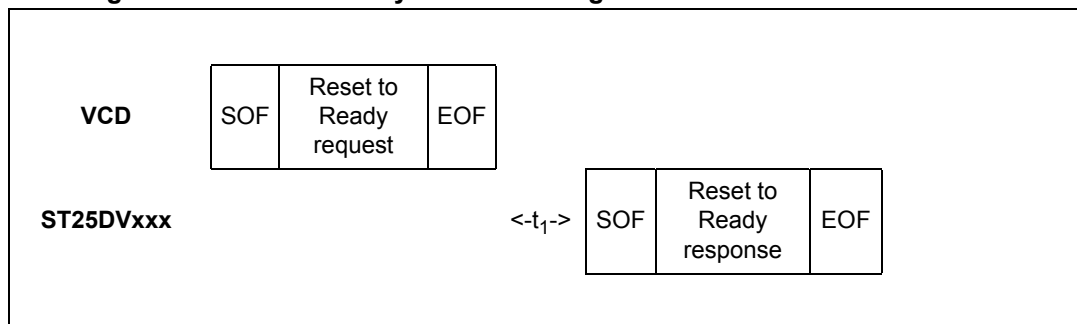 VCD
SOF
Reset to
Ready
request
EOF
ST25DVxxx
<-t₁->
SOF
Reset to
Ready
response
EOF